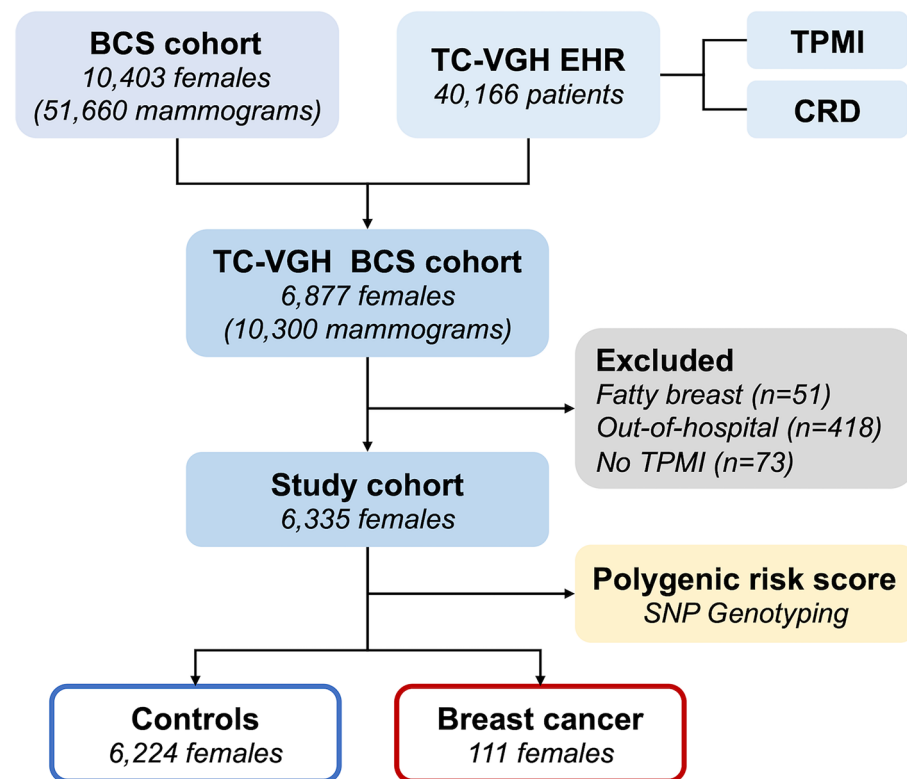 BCS cohort
10,403 females
(51,660 mammograms)
TC-VGH EHR
40,166 patients
TPMI
CRD
TC-VGH BCS cohort
6,877 females
(10,300 mammograms)
Excluded
Fatty breast (n=51)
Out-of-hospital (n=418)
No TPMI (n=73)
Study cohort
6,335 females
Polygenic risk score
SNP Genotyping
Controls
6,224 females
Breast cancer
111 females